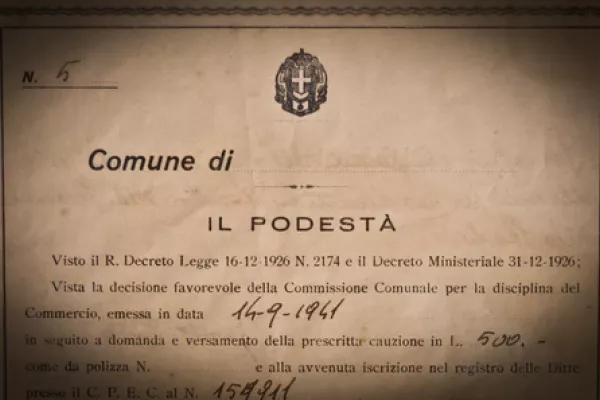 N. 5
Comune di
IL PODESTÀ
Visto il R. Decreto Legge 16-12-1926 N. 2174 e il Decreto Ministeriale 31-12-1926;
Vista la decisione favorevole della Commissione Comunale per la disciplina del
Commercio, emessa in data 14-9-1941
in seguito a domanda e versamento della prescritta cauzione in L. 500.-
come da polizza N. e alla avvenuta iscrizione nel registro delle Ditte
presso il C. P. E. C. al N. 154911